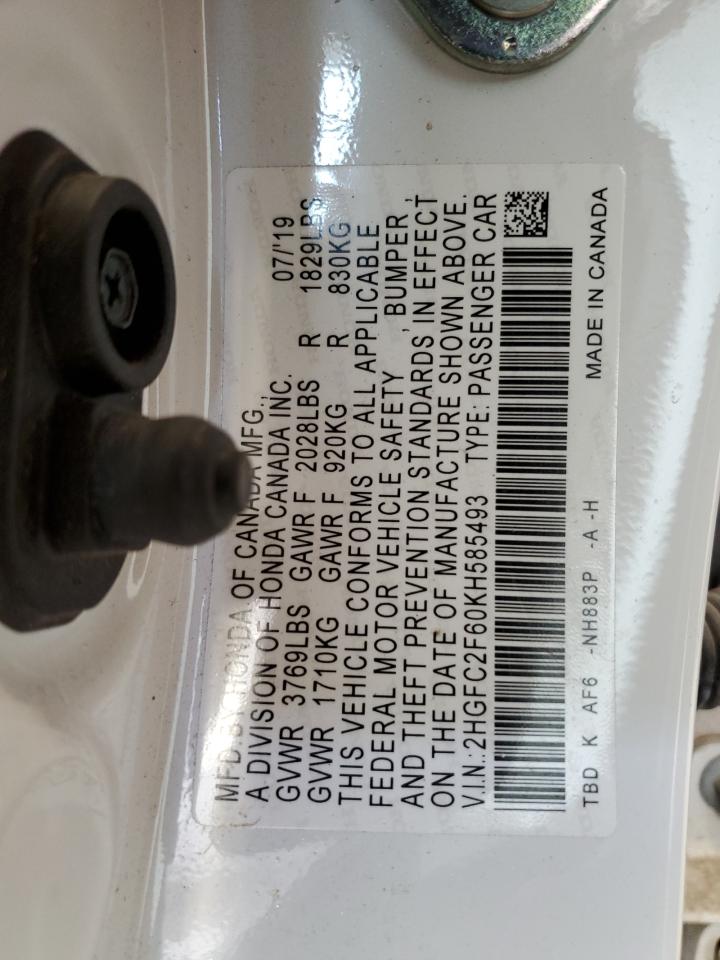 MFD.BY HONDA OF CANADA MFG., 07/'19
A DIVISION OF HONDA CANADA INC.
GVWR 3769LBS GAWR F 2028LBS R 1829LBS
GVWR 1710KG GAWR F 920KG R 830KG
THIS VEHICLE CONFORMS TO ALL APPLICABLE
FEDERAL MOTOR VEHICLE SAFETY, BUMPER,
AND THEFT PREVENTION STANDARDS IN EFFECT
ON THE DATE OF MANUFACTURE SHOWN ABOVE.
V.I.N.:2HGFC2F60KH585493 TYPE: PASSENGER CAR
TBD K AF6 -NH883P -A -H MADE IN CANADA